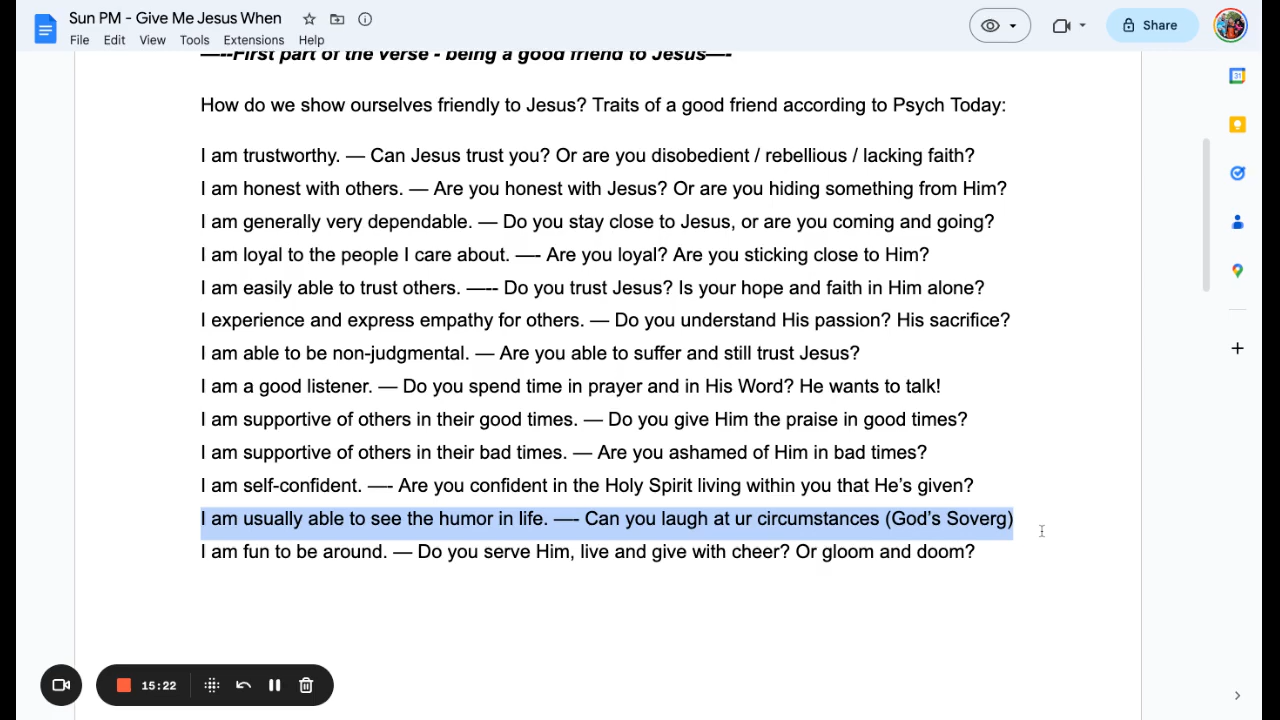 Sun PM - Give Me Jesus When
File Edit View Tools Extensions Help
Share
—--First part of the verse - being a good friend to Jesus—-
How do we show ourselves friendly to Jesus? Traits of a good friend according to Psych Today:
I am trustworthy. — Can Jesus trust you? Or are you disobedient / rebellious / lacking faith?
I am honest with others. — Are you honest with Jesus? Or are you hiding something from Him?
I am generally very dependable. — Do you stay close to Jesus, or are you coming and going?
I am loyal to the people I care about. —- Are you loyal? Are you sticking close to Him?
I am easily able to trust others. —-- Do you trust Jesus? Is your hope and faith in Him alone?
I experience and express empathy for others. — Do you understand His passion? His sacrifice?
I am able to be non-judgmental. — Are you able to suffer and still trust Jesus?
I am a good listener. — Do you spend time in prayer and in His Word? He wants to talk!
I am supportive of others in their good times. — Do you give Him the praise in good times?
I am supportive of others in their bad times. — Are you ashamed of Him in bad times?
I am self-confident. —- Are you confident in the Holy Spirit living within you that He’s given?
I am usually able to see the humor in life. —- Can you laugh at ur circumstances (God’s Soverg)
I am fun to be around. — Do you serve Him, live and give with cheer? Or gloom and doom?
15:22
31